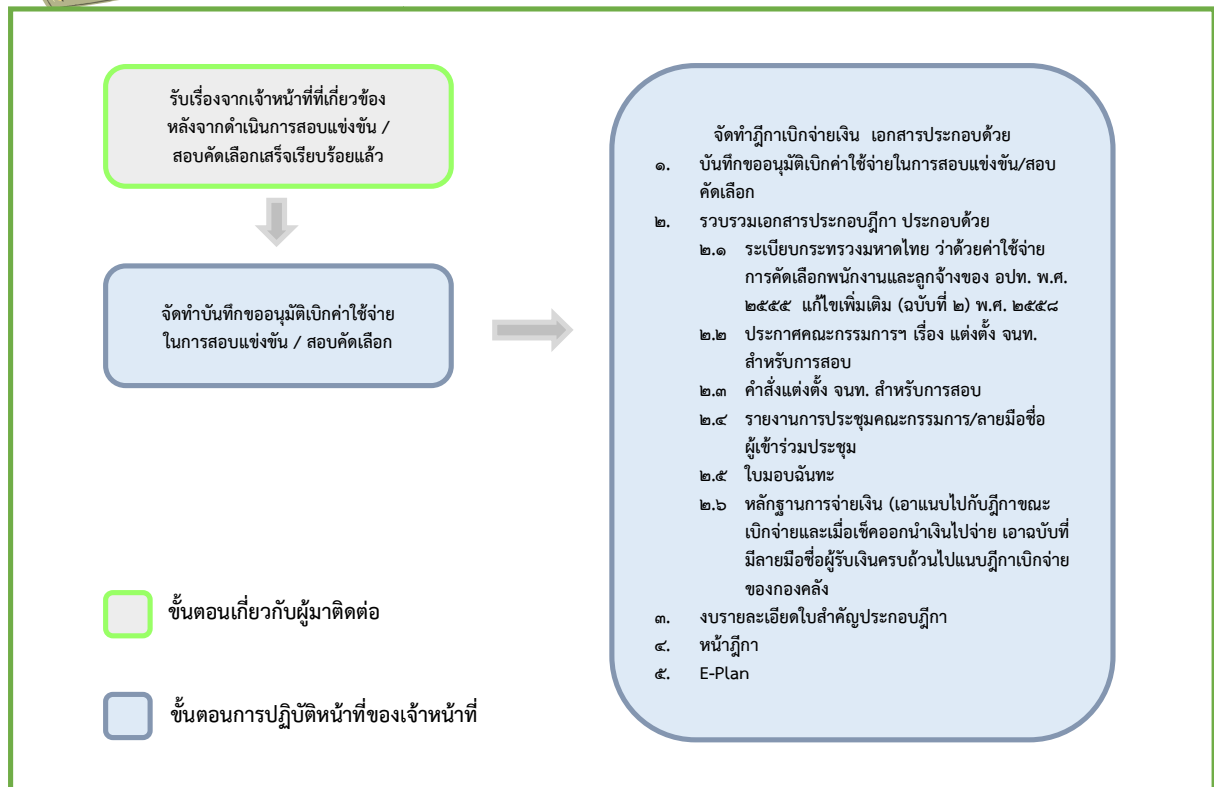 รับเรื่องจากเจ้าหน้าที่ที่เกี่ยวข้อง
หลังจากดำเนินการสอบแข่งขัน /
สอบคัดเลือกเสร็จเรียบร้อยแล้ว
จัดทำบันทึกขออนุมัติเบิกค่าใช้จ่าย
ในการสอบแข่งขัน / สอบคัดเลือก
จัดทำฎีกาเบิกจ่ายเงิน เอกสารประกอบด้วย
๑. บันทึกขออนุมัติเบิกค่าใช้จ่ายในการสอบแข่งขัน/สอบ
คัดเลือก
๒. รวบรวมเอกสารประกอบฎีกา ประกอบด้วย
๒.๑ ระเบียบกระทรวงมหาดไทย ว่าด้วยค่าใช้จ่าย
การคัดเลือกพนักงานและลูกจ้างของ อปท. พ.ศ.
๒๕๕๕ แก้ไขเพิ่มเติม (ฉบับที่ ๒) พ.ศ. ๒๕๕๘
๒.๒ ประกาศคณะกรรมการฯ เรื่อง แต่งตั้ง จนท.
สำหรับการสอบ
๒.๓ คำสั่งแต่งตั้ง จนท. สำหรับการสอบ
๒.๔ รายงานการประชุมคณะกรรมการ/ลายมือชื่อ
ผู้เข้าร่วมประชุม
๒.๕ ใบมอบฉันทะ
๒.๖ หลักฐานการจ่ายเงิน (เอาแนบไปกับฎีกาขณะ
เบิกจ่ายและเมื่อเช็คออกนำเงินไปจ่าย เอาฉบับที่
มีลายมือชื่อผู้รับเงินครบถ้วนไปแนบฎีกาเบิกจ่าย
ของกองคลัง
๓. งบรายละเอียดใบสำคัญประกอบฎีกา
๔. หน้าฎีกา
๕. E-Plan
ขั้นตอนเกี่ยวกับผู้มาติดต่อ
ขั้นตอนการปฏิบัติหน้าที่ของเจ้าหน้าที่